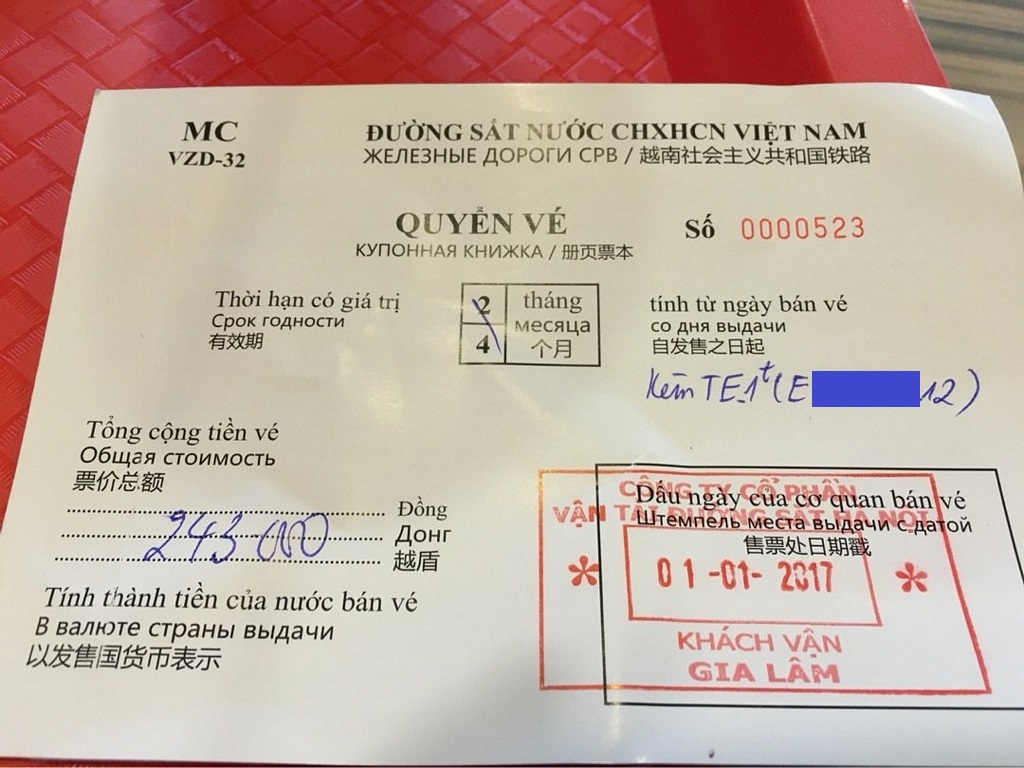 MC
VZD-32
ĐƯỜNG SẮT NƯỚC CHXHCN VIỆT NAM
ЖЕЛЕЗНЫЕ ДОРОГИ СРВ / 越南社会主义共和国铁路
QUYỂN VÉ
КУПОННАЯ КНИЖКА / 册页票本
Số 0000523
Thời hạn có giá trị
Срок годности
有效期
2
4
tháng
месяца
个月
tính từ ngày bán vé
со дня выдачи
自发售之日起
Kèm TE.1t (E 12)
Tổng cộng tiền vé
Общая стоимость
票价总额
243 000
Đồng
Донг
越盾
Tính thành tiền của nước bán vé
В валюте страны выдачи
以发售国货币表示
Dấu ngày của cơ quan bán vé
Штемпель места выдачи с датой
售票处日期戳
CÔNG TY CỔ PHẦN
VẬN TẢI ĐƯỜNG SẮT HÀ NỘI
* 01-01-2017 *
KHÁCH VẬN
GIA LÂM